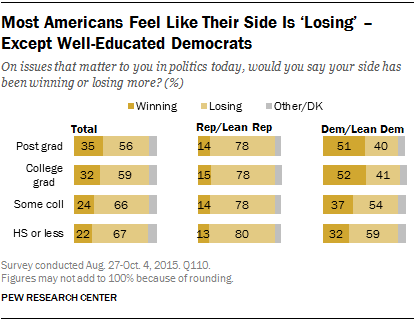 Most Americans Feel Like Their Side Is ‘Losing’ –
Except Well-Educated Democrats
On issues that matter to you in politics today, would you say your side has
been winning or losing more? (%)
Winning Losing Other/DK
Total Rep/Lean Rep Dem/Lean Dem
Post grad 35 56 14 78 51 40
College
grad 32 59 15 78 52 41
Some coll 24 66 14 78 37 54
HS or less 22 67 13 80 32 59
Survey conducted Aug. 27-Oct. 4, 2015. Q110.
Figures may not add to 100% because of rounding.
PEW RESEARCH CENTER